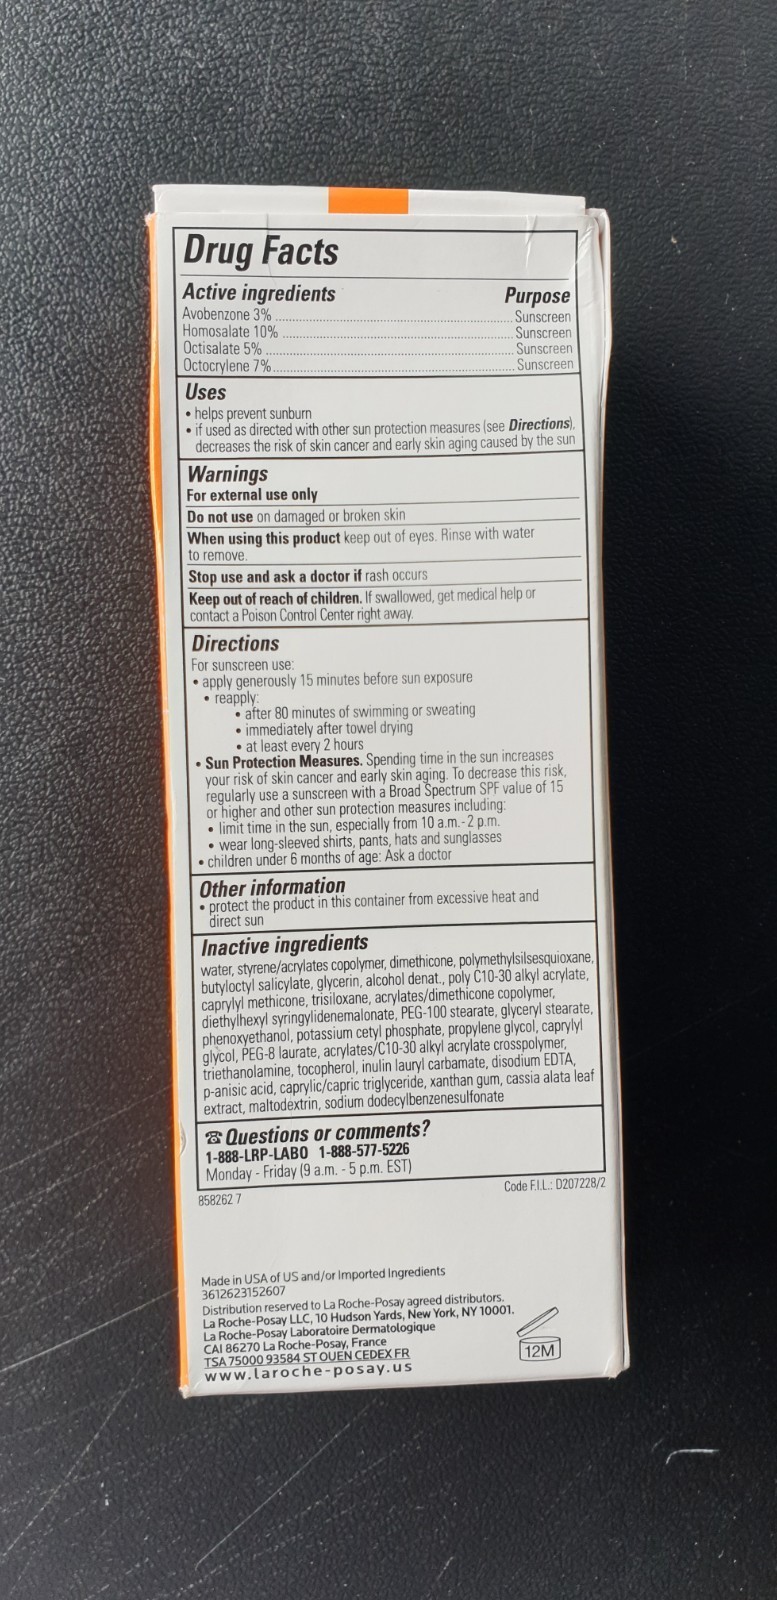 Drug Facts
Active ingredients Purpose
Avobenzone 3% ........ Sunscreen
Homosalate 10% ........ Sunscreen
Octisalate 5% ........ Sunscreen
Octocrylene 7% ........ Sunscreen
Uses
• helps prevent sunburn
• if used as directed with other sun protection measures (see Directions),
decreases the risk of skin cancer and early skin aging caused by the sun
Warnings
For external use only
Do not use on damaged or broken skin
When using this product keep out of eyes. Rinse with water
to remove.
Stop use and ask a doctor if rash occurs
Keep out of reach of children. If swallowed, get medical help or
contact a Poison Control Center right away.
Directions
For sunscreen use:
• apply generously 15 minutes before sun exposure
• reapply:
• after 80 minutes of swimming or sweating
• immediately after towel drying
• at least every 2 hours
• Sun Protection Measures. Spending time in the sun increases
your risk of skin cancer and early skin aging. To decrease this risk,
regularly use a sunscreen with a Broad Spectrum SPF value of 15
or higher and other sun protection measures including:
• limit time in the sun, especially from 10 a.m.-2 p.m.
• wear long-sleeved shirts, pants, hats and sunglasses
• children under 6 months of age: Ask a doctor
Other information
• protect the product in this container from excessive heat and
direct sun
Inactive ingredients
water, styrene/acrylates copolymer, dimethicone, polymethylsilsesquioxane,
butyloctyl salicylate, glycerin, alcohol denat., poly C10-30 alkyl acrylate,
caprylyl methicone, trisiloxane, acrylates/dimethicone copolymer,
diethylhexyl syringylidenemalonate, PEG-100 stearate, glyceryl stearate,
phenoxyethanol, potassium cetyl phosphate, propylene glycol, caprylyl
glycol, PEG-8 laurate, acrylates/C10-30 alkyl acrylate crosspolymer,
triethanolamine, tocopherol, inulin lauryl carbamate, disodium EDTA,
p-anisic acid, caprylic/capric triglyceride, xanthan gum, cassia alata leaf
extract, maltodextrin, sodium dodecylbenzenesulfonate
☎ Questions or comments?
1-888-LRP-LABO 1-888-577-5226
Monday - Friday (9 a.m. - 5 p.m. EST)
858262 7 Code F.I.L.: D207228/2
Made in USA of US and/or Imported Ingredients
3612623152607
Distribution reserved to La Roche-Posay agreed distributors.
La Roche-Posay LLC, 10 Hudson Yards, New York, NY 10001.
La Roche-Posay Laboratoire Dermatologique
CAI 86270 La Roche-Posay, France
TSA 75000 93584 ST OUEN CEDEX FR
www.laroche-posay.us
12M